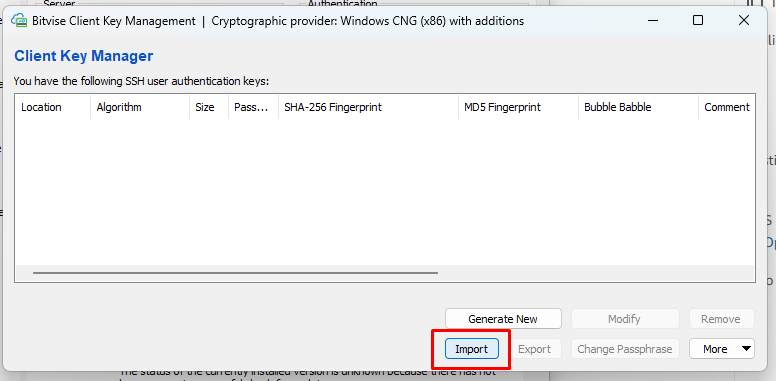 Server
Authentication
Bitvise Client Key Management | Cryptographic provider: Windows CNG (x86) with additions
Client Key Manager
You have the following SSH user authentication keys:
Location Algorithm Size Pass... SHA-256 Fingerprint MD5 Fingerprint Bubble Babble Comment
Generate New Modify Remove
Import Export Change Passphrase More
The status of the currently installed version is unknown because there has not